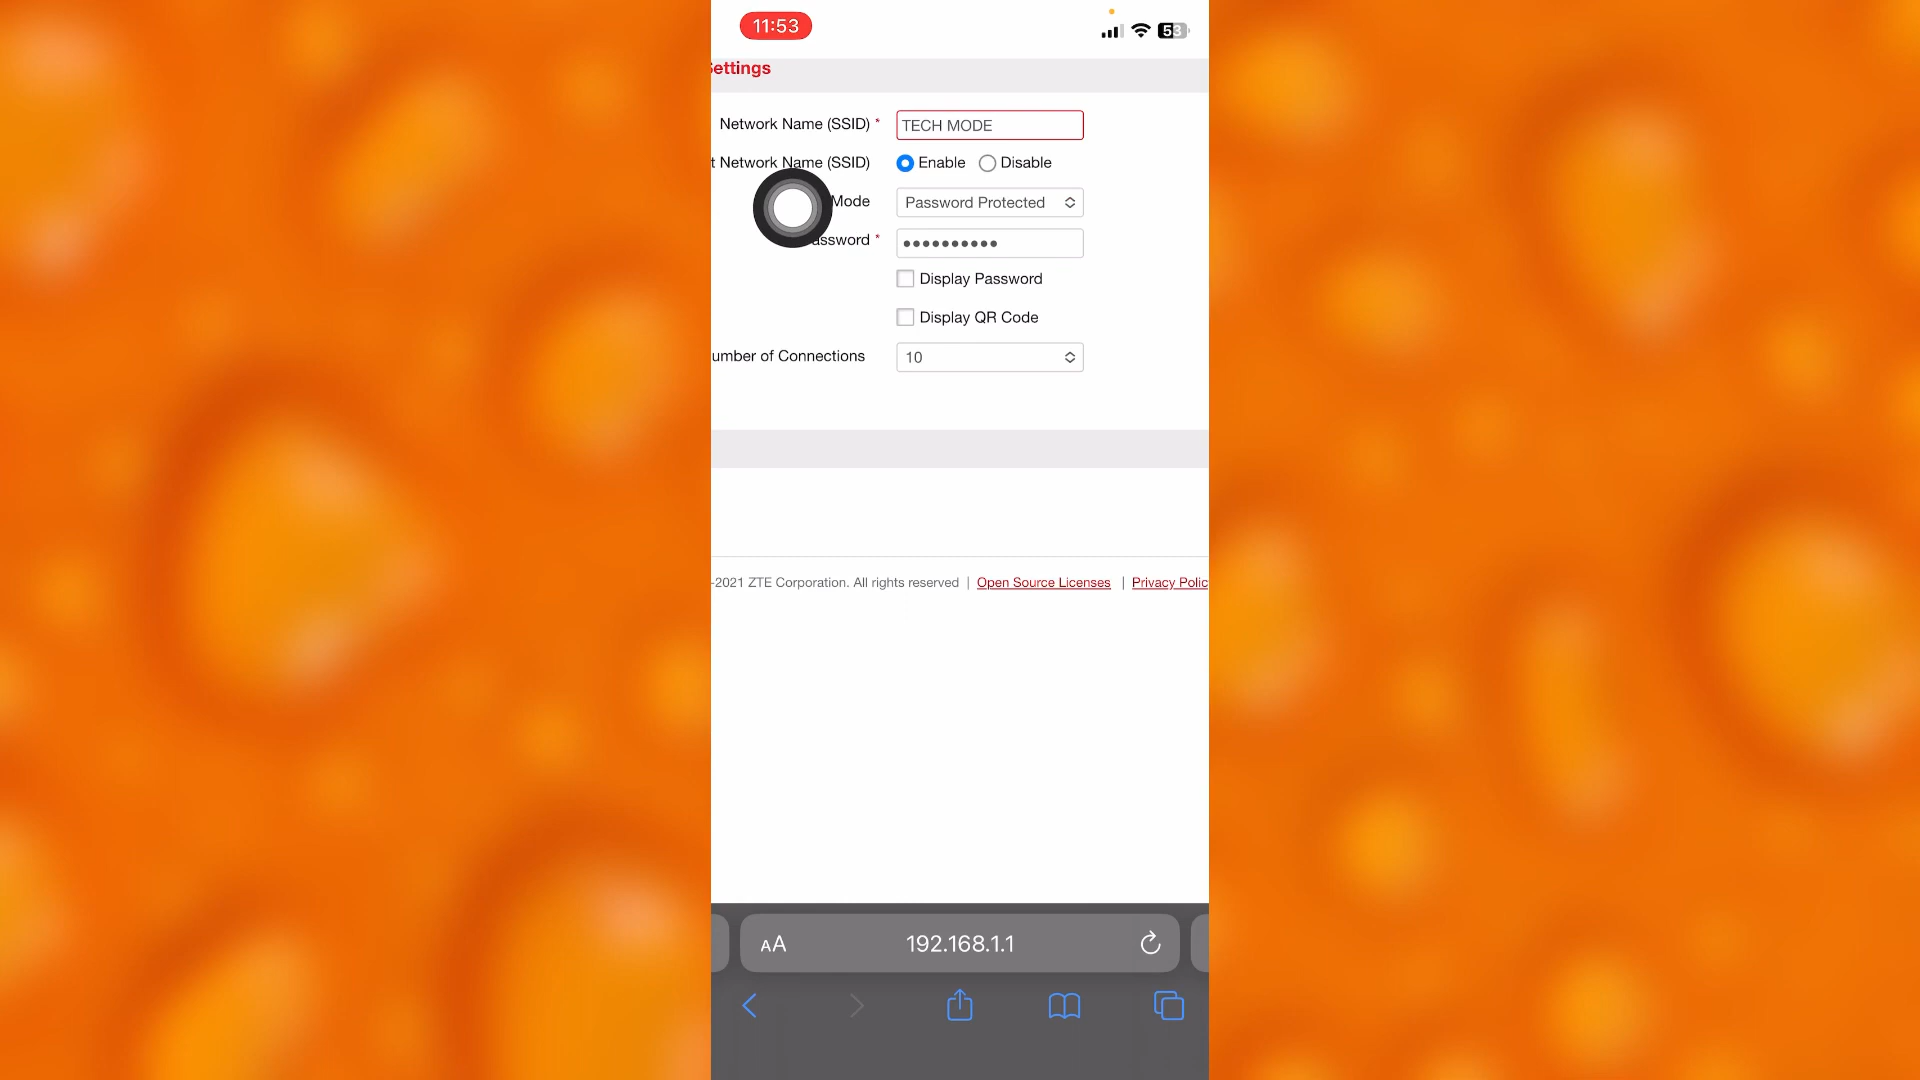 11:53
53
Settings
Network Name (SSID) * TECH MODE
t Network Name (SSID) Enable Disable
Mode Password Protected
assword * ••••••••••
Display Password
Display QR Code
umber of Connections 10
-2021 ZTE Corporation. All rights reserved | Open Source Licenses | Privacy Polic
AA 192.168.1.1